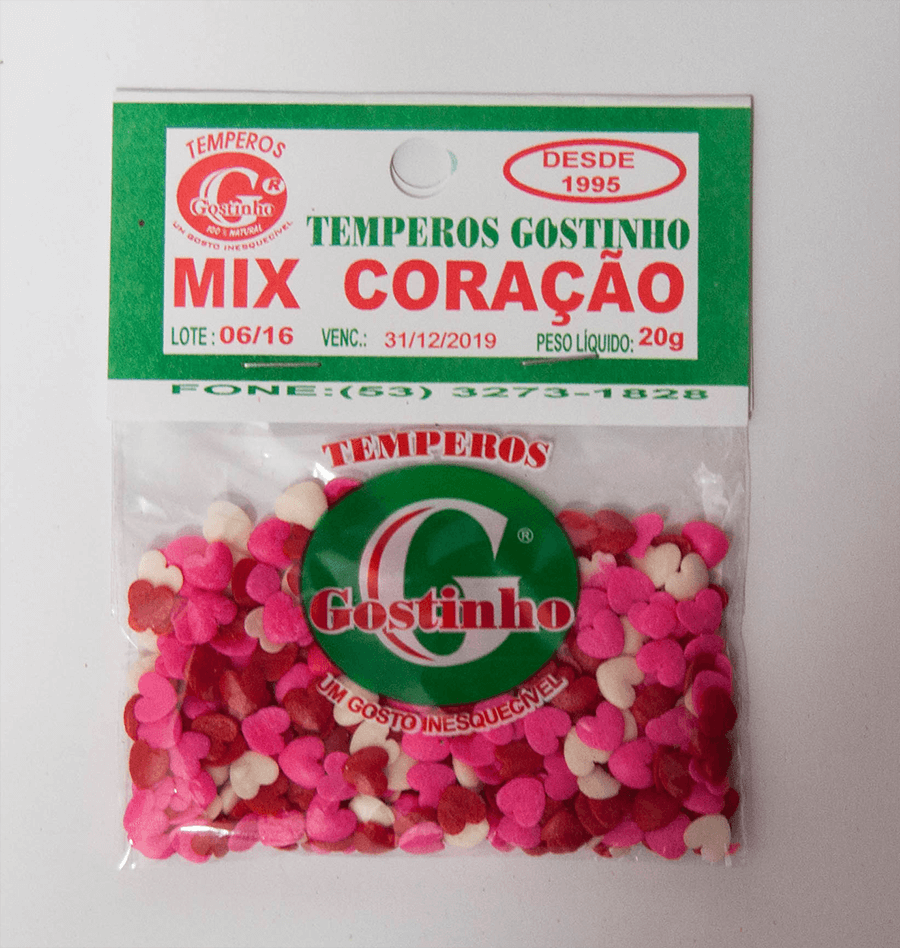 TEMPEROS
G®
Gostinho
100% NATURAL
UM GOSTO INESQUECÍVEL
DESDE
1995
TEMPEROS GOSTINHO
MIX CORAÇÃO
LOTE: 06/16 VENC.: 31/12/2019 PESO LÍQUIDO: 20g
FONE:(53) 3273-1828
TEMPEROS
G®
Gostinho
UM GOSTO INESQUECÍVEL